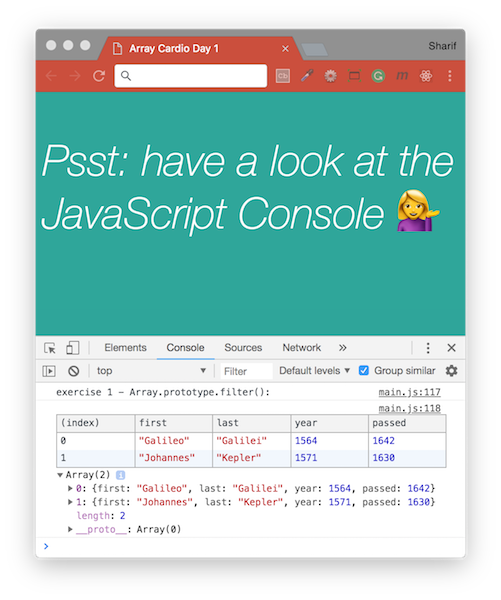 Array Cardio Day 1
Sharif
Psst: have a look at the
JavaScript Console
Elements Console Sources Network »
top Filter Default levels Group similar
exercise 1 - Array.prototype.filter(): main.js:117
main.js:118
(index) first last year passed
0 "Galileo" "Galilei" 1564 1642
1 "Johannes" "Kepler" 1571 1630
Array(2) i
0: {first: "Galileo", last: "Galilei", year: 1564, passed: 1642}
1: {first: "Johannes", last: "Kepler", year: 1571, passed: 1630}
length: 2
__proto__: Array(0)